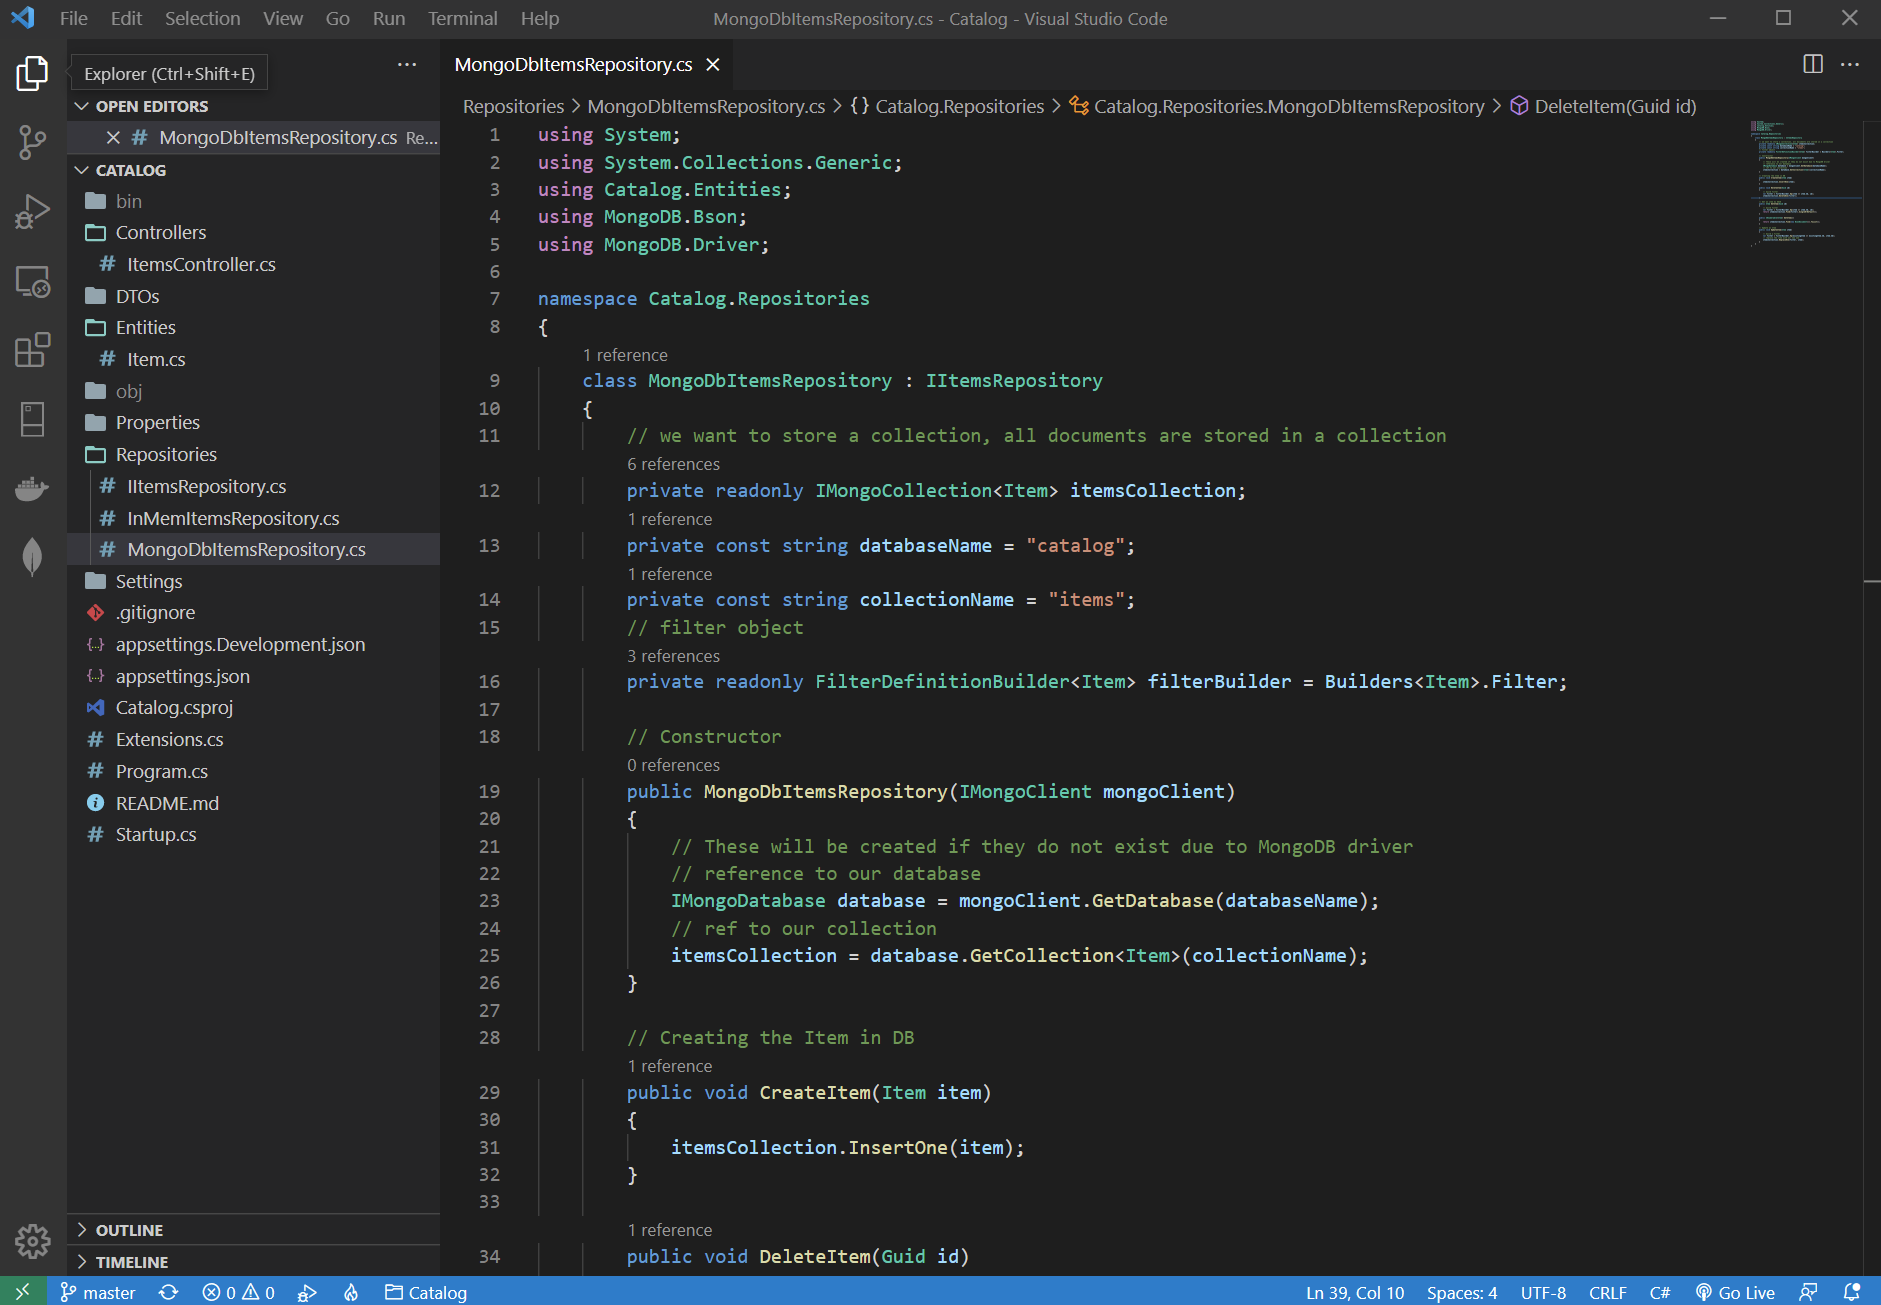 File Edit Selection View Go Run Terminal Help MongoDbItemsRepository.cs - Catalog - Visual Studio Code
Explorer (Ctrl+Shift+E)
OPEN EDITORS
MongoDbItemsRepository.cs Re...
CATALOG
bin
Controllers
# ItemsController.cs
DTOs
Entities
# Item.cs
obj
Properties
Repositories
# IItemsRepository.cs
# InMemItemsRepository.cs
# MongoDbItemsRepository.cs
Settings
.gitignore
{..} appsettings.Development.json
{..} appsettings.json
Catalog.csproj
# Extensions.cs
# Program.cs
README.md
# Startup.cs
OUTLINE
TIMELINE
MongoDbItemsRepository.cs
Repositories > MongoDbItemsRepository.cs > {} Catalog.Repositories > Catalog.Repositories.MongoDbItemsRepository > DeleteItem(Guid id)
1 using System;
2 using System.Collections.Generic;
3 using Catalog.Entities;
4 using MongoDB.Bson;
5 using MongoDB.Driver;
6
7 namespace Catalog.Repositories
8 {
1 reference
9 class MongoDbItemsRepository : IItemsRepository
10 {
11 // we want to store a collection, all documents are stored in a collection
6 references
12 private readonly IMongoCollection<Item> itemsCollection;
1 reference
13 private const string databaseName = "catalog";
1 reference
14 private const string collectionName = "items";
15 // filter object
3 references
16 private readonly FilterDefinitionBuilder<Item> filterBuilder = Builders<Item>.Filter;
17
18 // Constructor
0 references
19 public MongoDbItemsRepository(IMongoClient mongoClient)
20 {
21 // These will be created if they do not exist due to MongoDB driver
22 // reference to our database
23 IMongoDatabase database = mongoClient.GetDatabase(databaseName);
24 // ref to our collection
25 itemsCollection = database.GetCollection<Item>(collectionName);
26 }
27
28 // Creating the Item in DB
1 reference
29 public void CreateItem(Item item)
30 {
31 itemsCollection.InsertOne(item);
32 }
33
1 reference
34 public void DeleteItem(Guid id)
master 0 0 Catalog Ln 39, Col 10 Spaces: 4 UTF-8 CRLF C# Go Live